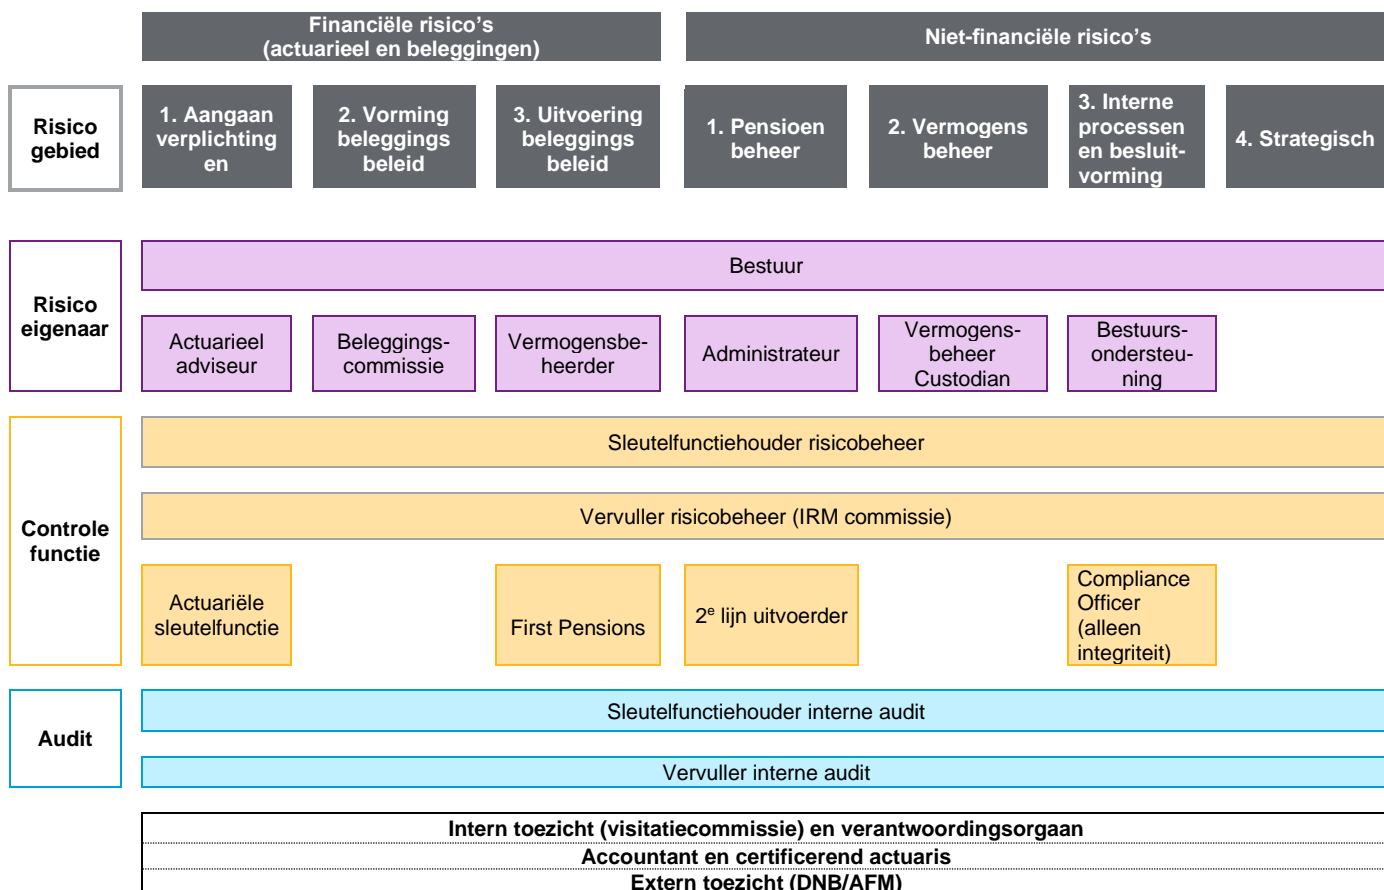 Financiële risico's
(actuarieel en beleggingen)
Niet-financiële risico's
Risico
gebied
1. Aangaan
verplichting
en
2. Vorming
beleggings
beleid
3. Uitvoering
beleggings
beleid
1. Pensioen
beheer
2. Vermogens
beheer
3. Interne
processen
en besluit-
vorming
4. Strategisch
Risico
eigenaar
Bestuur
Actuarieel
adviseur
Beleggings-
commissie
Vermogensbe-
heerder
Administrateur
Vermogens-
beheer
Custodian
Bestuurs-
ondersteu-
ning
Controle
functie
Sleutelfunctiehouder risicobeheer
Vervuller risicobeheer (IRM commissie)
Actuariële
sleutelfunctie
First Pensions
2e lijn uitvoerder
Compliance
Officer
(alleen
integriteit)
Audit
Sleutelfunctiehouder interne audit
Vervuller interne audit
Intern toezicht (visitatiecommissie) en verantwoordingsorgaan
Accountant en certificerend actuaris
Extern toezicht (DNB/AFM)